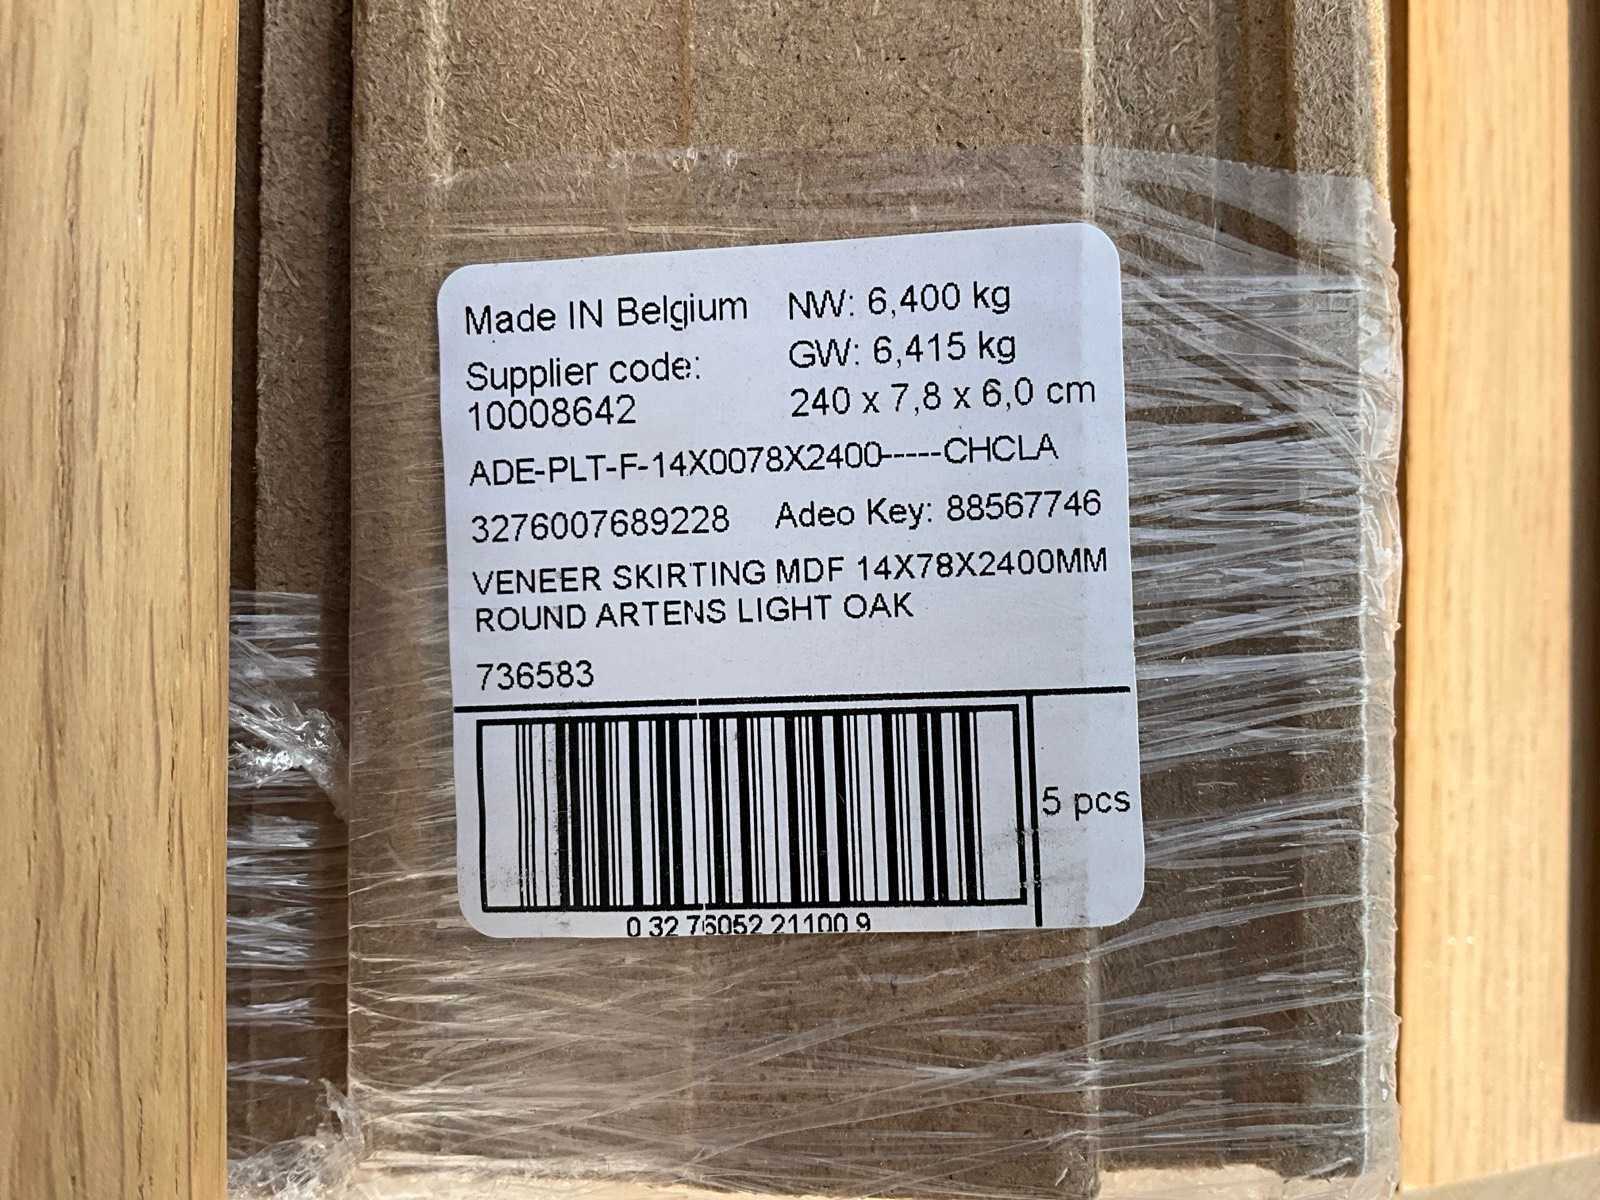 Made IN Belgium NW: 6,400 kg
GW: 6,415 kg
Supplier code:
10008642 240 x 7,8 x 6,0 cm
ADE-PLT-F-14X0078X2400-----CHCLA
3276007689228 Adeo Key: 88567746
VENEER SKIRTING MDF 14X78X2400MM
ROUND ARTENS LIGHT OAK
736583
5 pcs
0 32 76052 21100 9